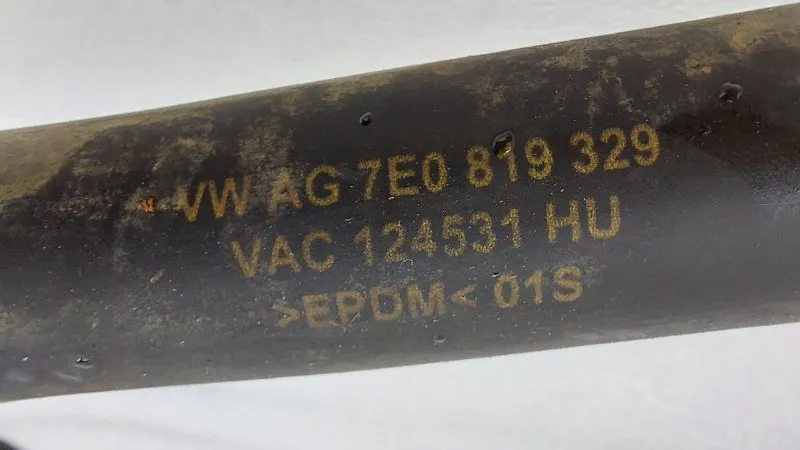 VW AG 7E0 819 329
VAC 124531 HU
>EPDM< 01S